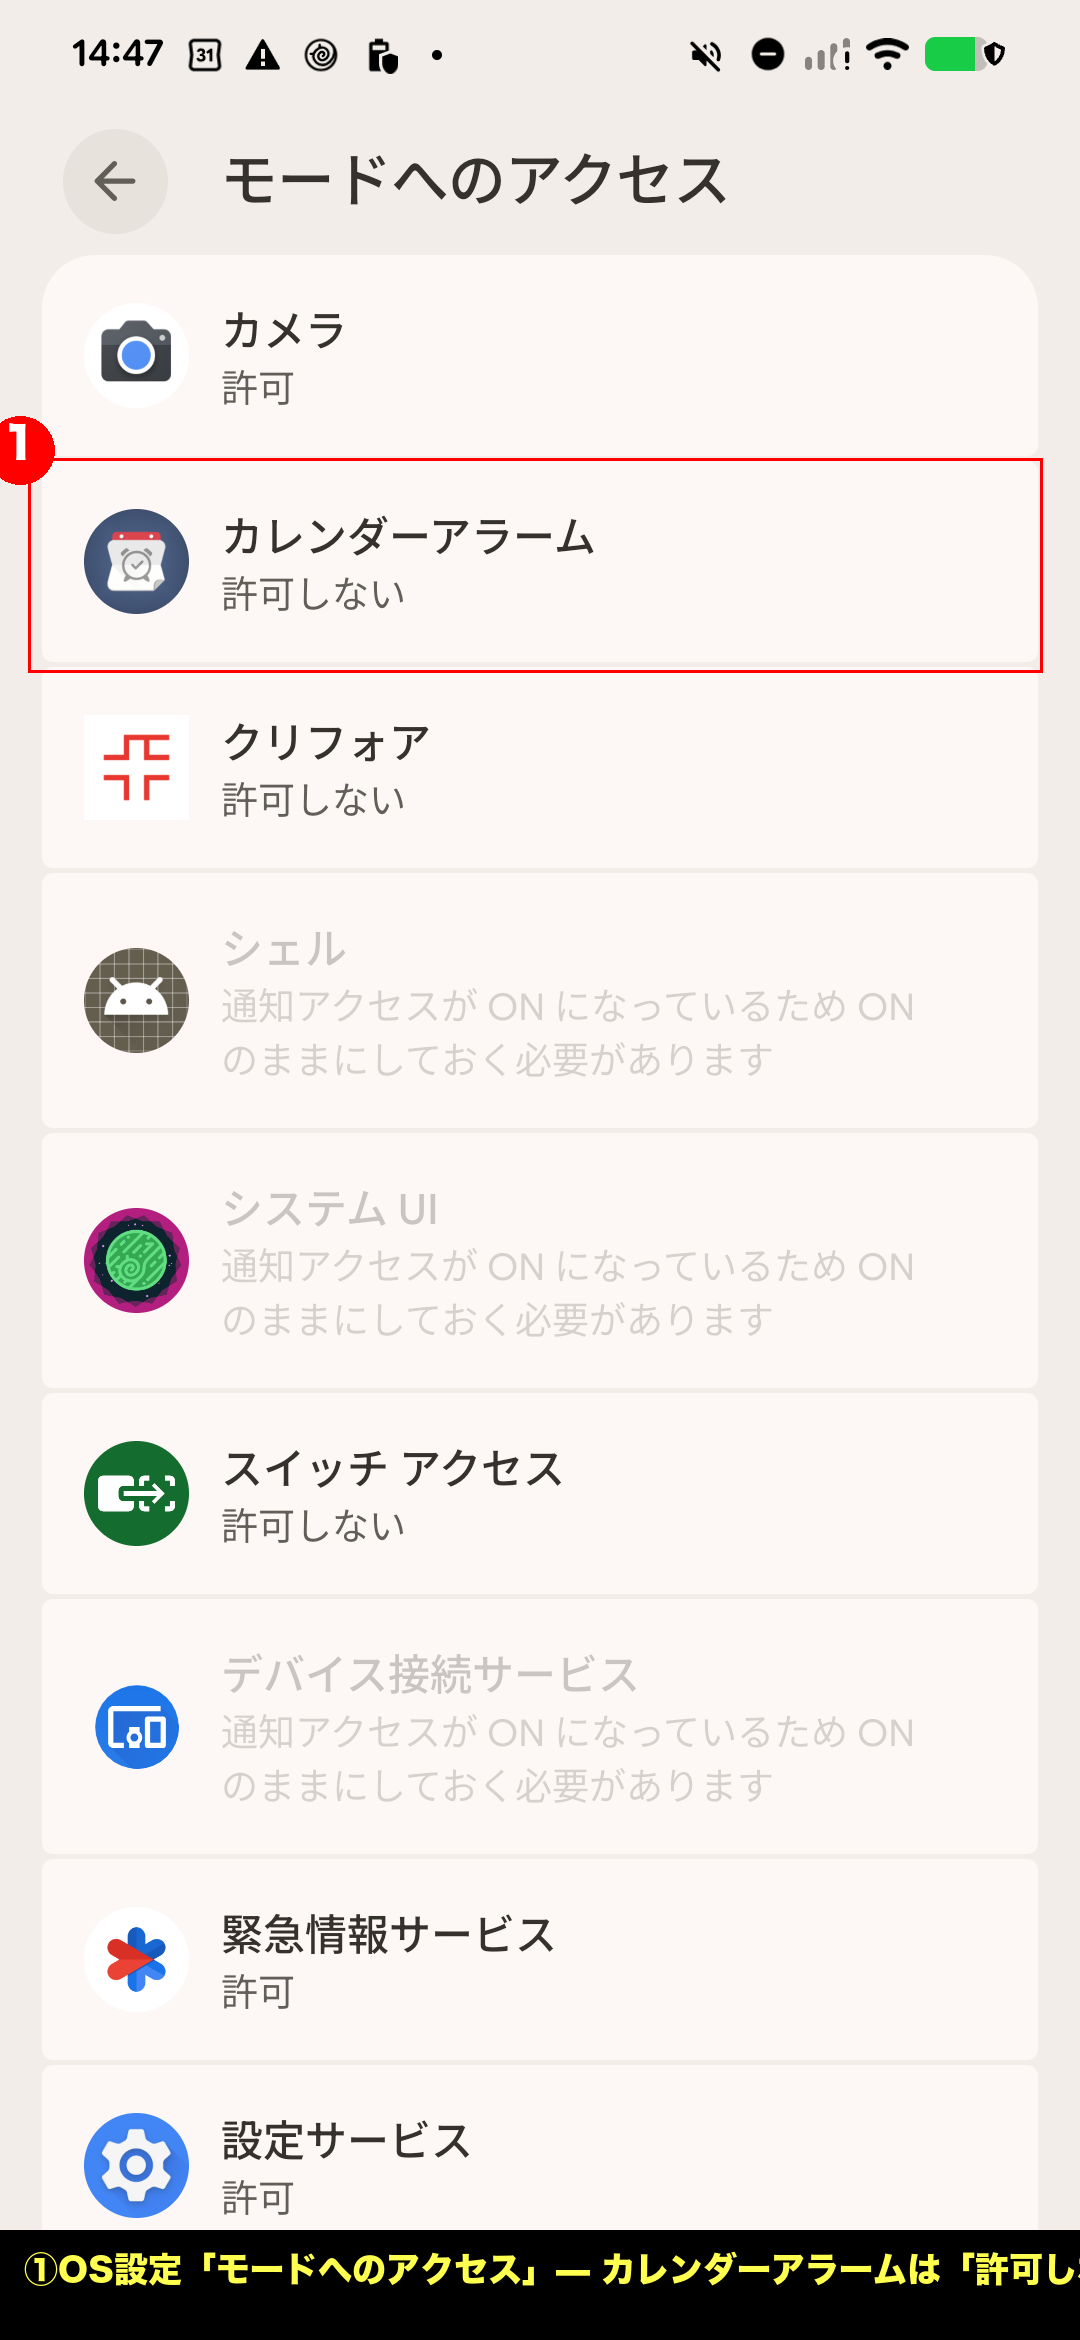 14:47
31
モードへのアクセス
カメラ
許可
1
カレンダーアラーム
許可しない
クリフォア
許可しない
シェル
通知アクセスが ON になっているため ON
のままにしておく必要があります
システム UI
通知アクセスが ON になっているため ON
のままにしておく必要があります
スイッチ アクセス
許可しない
デバイス接続サービス
通知アクセスが ON になっているため ON
のままにしておく必要があります
緊急情報サービス
許可
設定サービス
許可
①OS設定「モードへのアクセス」— カレンダーアラームは「許可し